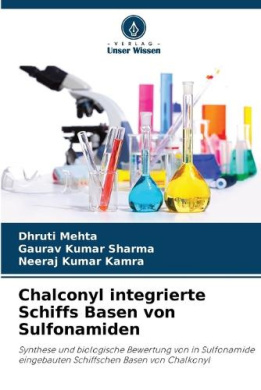 VERLAG
Unser Wissen
Dhruti Mehta
Gaurav Kumar Sharma
Neeraj Kumar Kamra
Chalconyl integrierte
Schiffs Basen von
Sulfonamiden
Synthese und biologische Bewertung von in Sulfonamide
eingebauten Schiffschen Basen von Chalkonyl